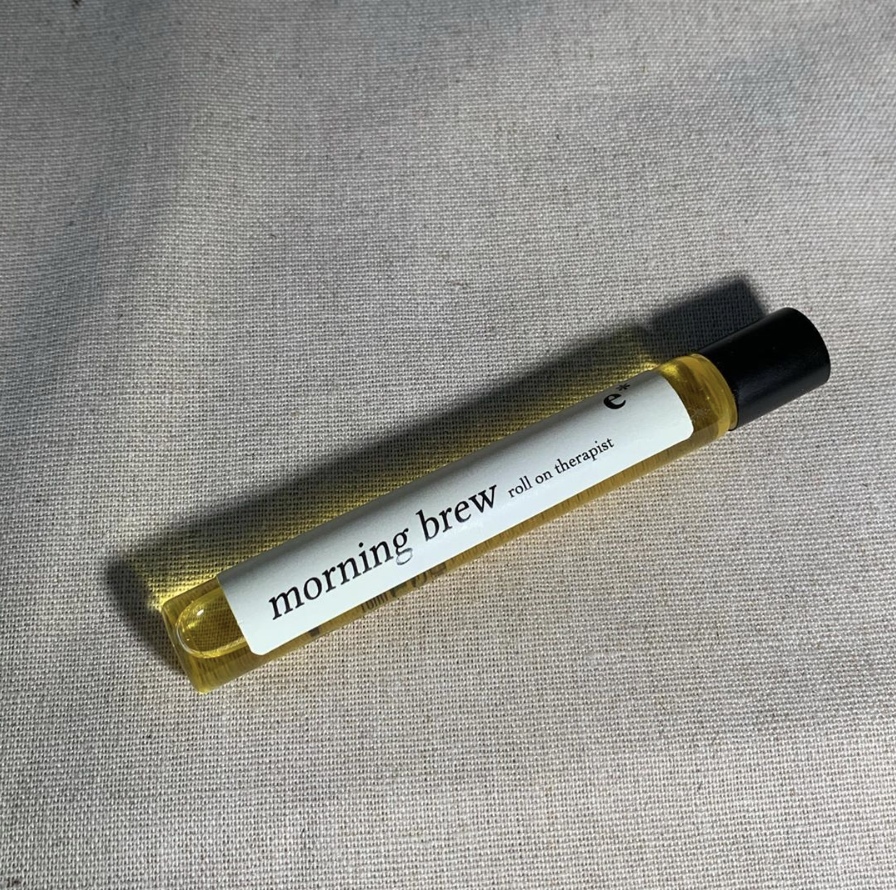 e*
morning brew roll on therapist